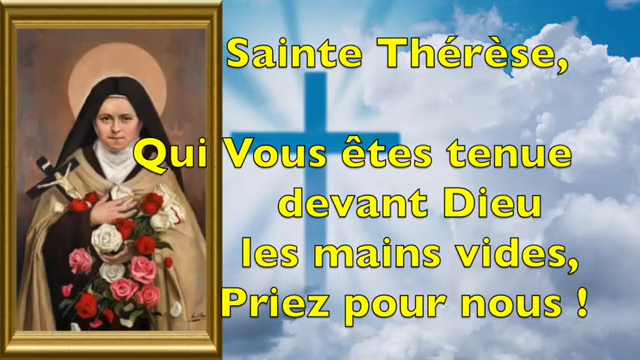 Sainte Thérèse,
Qui Vous êtes tenue
devant Dieu
les mains vides,
Priez pour nous !